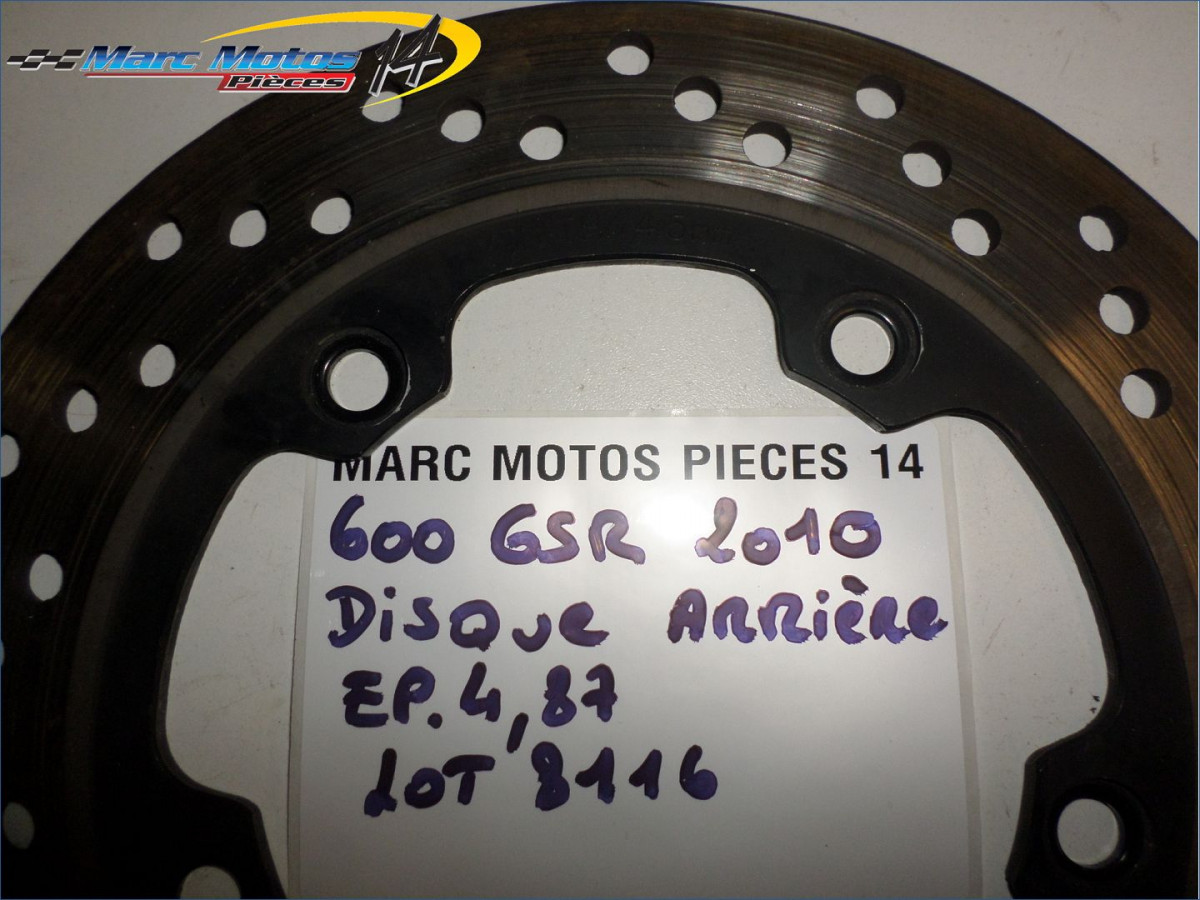 Marc Motos 14
Pièces
MARC MOTOS PIECES 14
600 GSR 2010
DisQue ARRière
EP. 4,87
LOT 8116